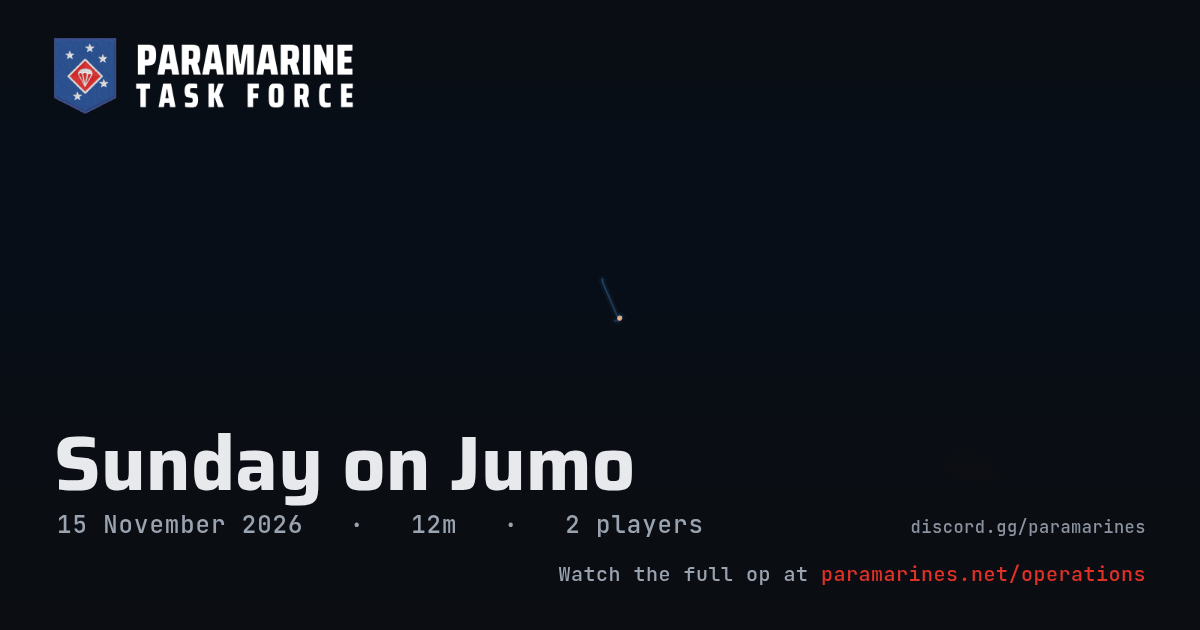 PARAMARINE
TASK FORCE
Sunday on Jumo
15 November 2026 · 12m · 2 players
discord.gg/paramarines
Watch the full op at paramarines.net/operations